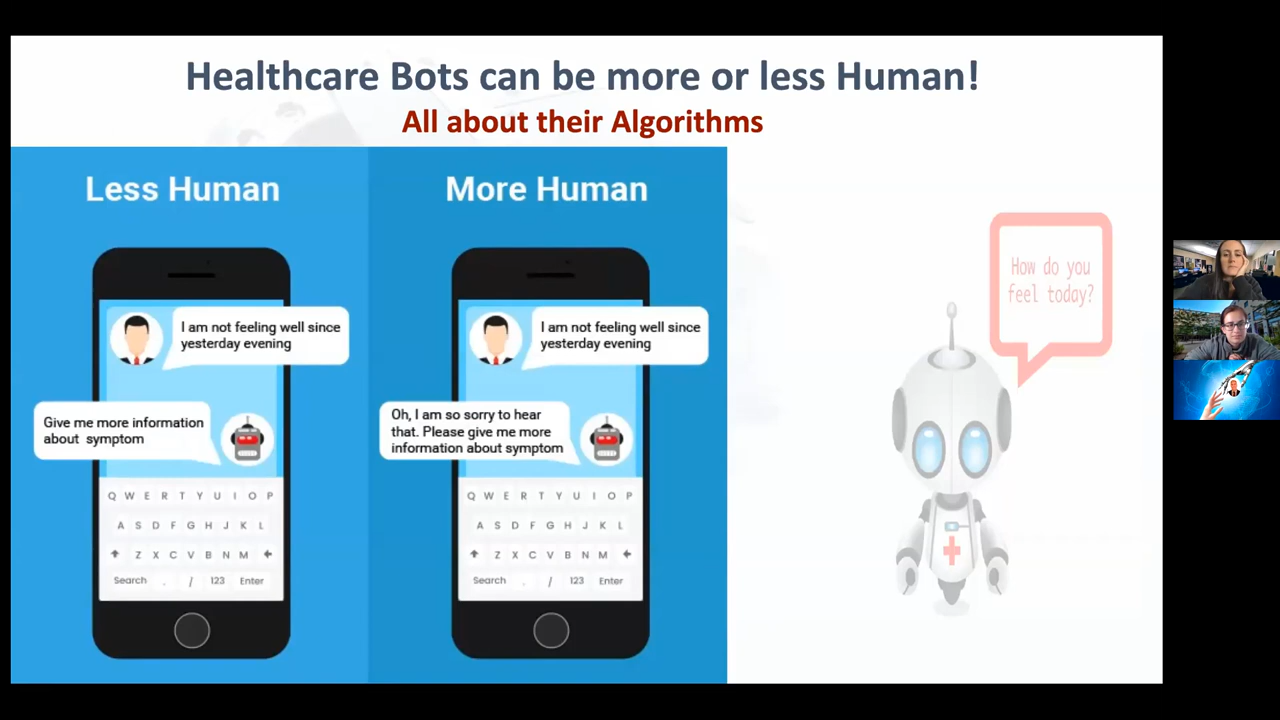 Healthcare Bots can be more or less Human!
All about their Algorithms
Less Human
I am not feeling well since
yesterday evening
Give me more information
about symptom
Q W E R T Y U I O P
A S D F G H J K L
Z X C V B N M
Search . / 123 Enter
More Human
I am not feeling well since
yesterday evening
Oh, I am so sorry to hear
that. Please give me more
information about symptom
Q W E R T Y U I O P
A S D F G H J K L
Z X C V B N M
Search . / 123 Enter
How do you
feel today?